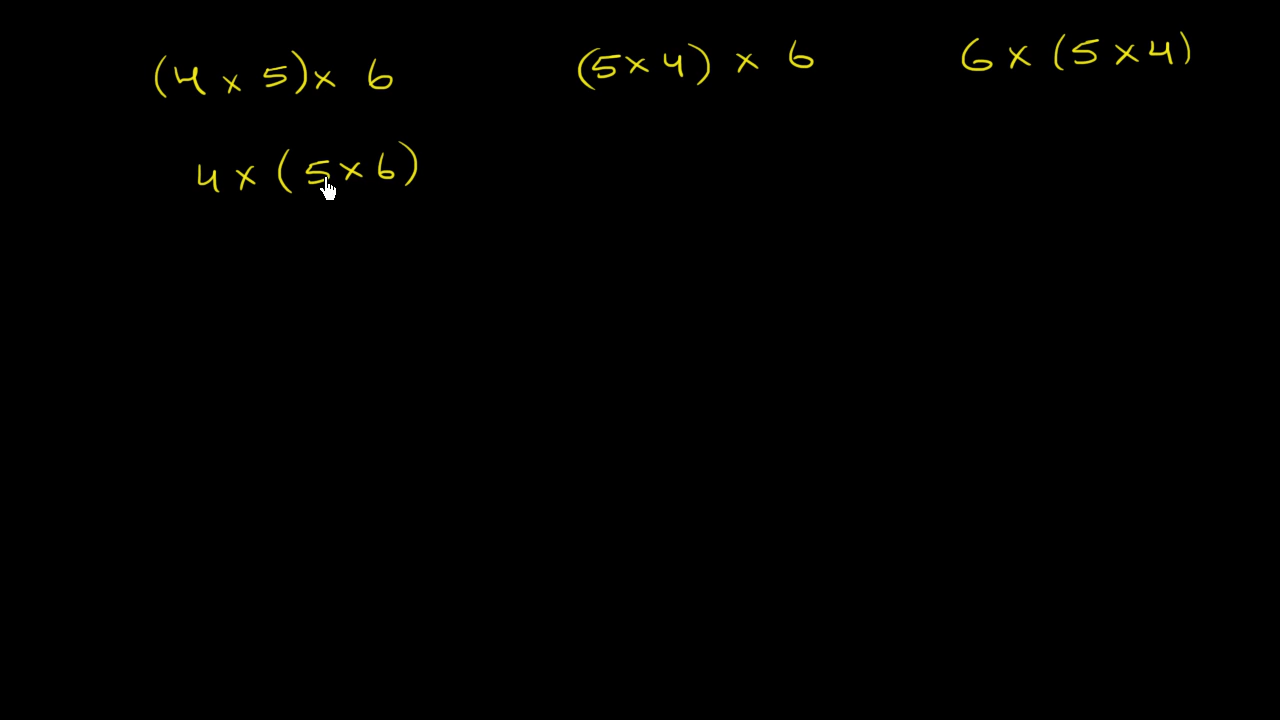 (4 × 5) × 6
(5 × 4) × 6
6 × (5 × 4)
4 × (5 × 6)